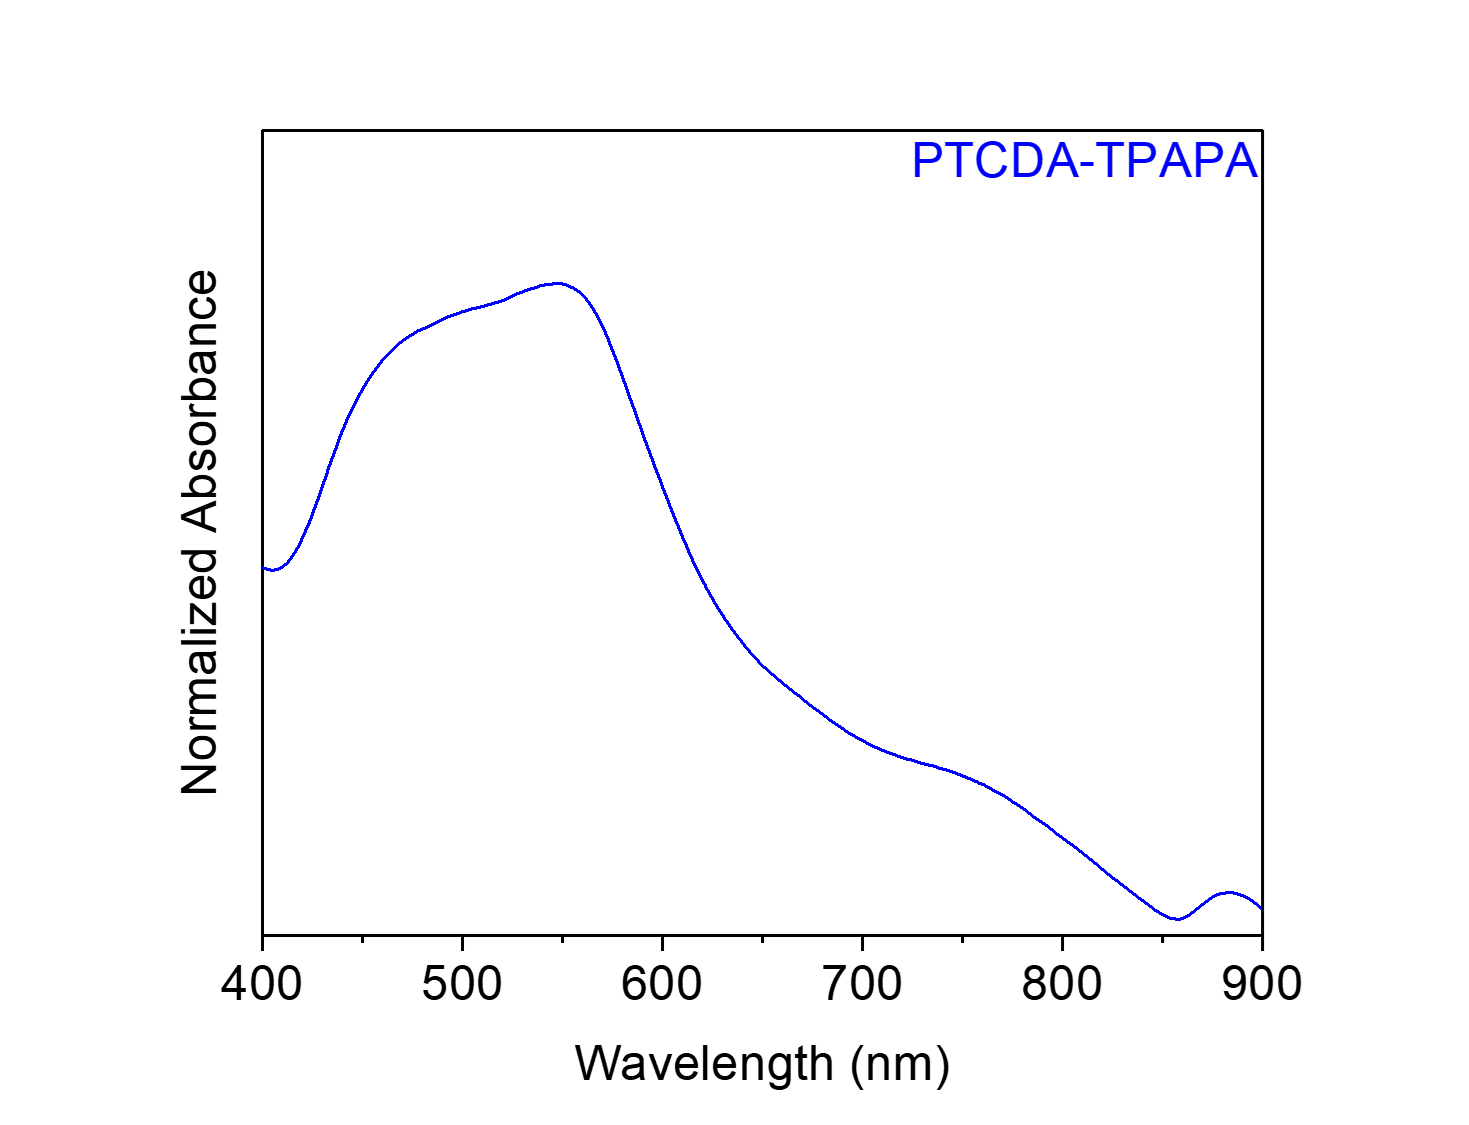 PTCDA-TPAPA
Normalized Absorbance
400 500 600 700 800 900
Wavelength (nm)